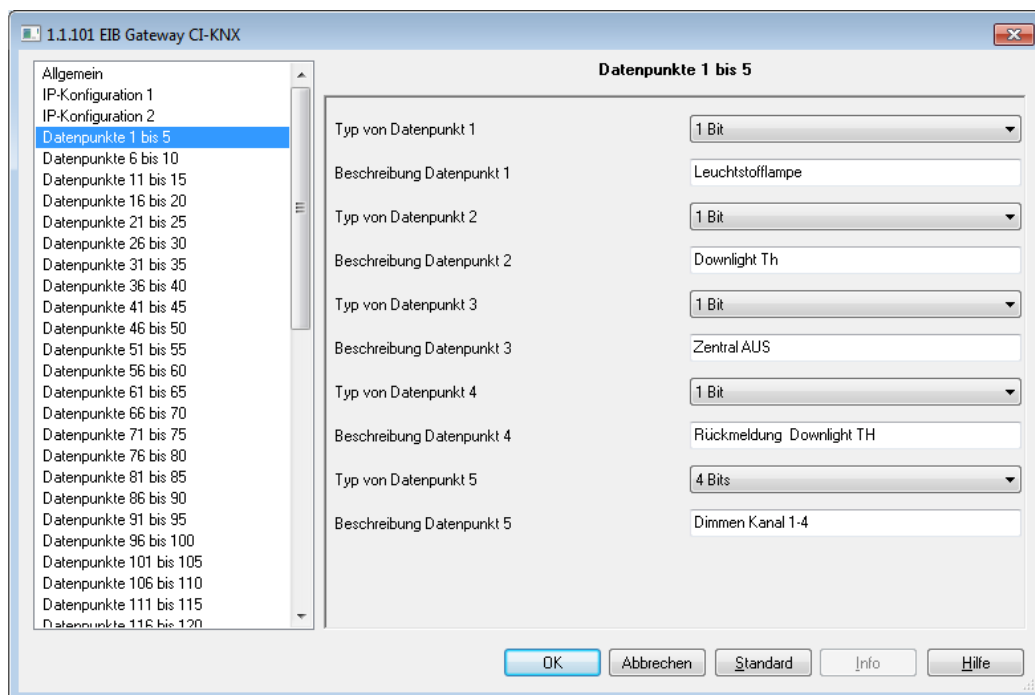 1.1.101 EIB Gateway CI-KNX
Allgemein
IP-Konfiguration 1
IP-Konfiguration 2
Datenpunkte 1 bis 5
Datenpunkte 6 bis 10
Datenpunkte 11 bis 15
Datenpunkte 16 bis 20
Datenpunkte 21 bis 25
Datenpunkte 26 bis 30
Datenpunkte 31 bis 35
Datenpunkte 36 bis 40
Datenpunkte 41 bis 45
Datenpunkte 46 bis 50
Datenpunkte 51 bis 55
Datenpunkte 56 bis 60
Datenpunkte 61 bis 65
Datenpunkte 66 bis 70
Datenpunkte 71 bis 75
Datenpunkte 76 bis 80
Datenpunkte 81 bis 85
Datenpunkte 86 bis 90
Datenpunkte 91 bis 95
Datenpunkte 96 bis 100
Datenpunkte 101 bis 105
Datenpunkte 106 bis 110
Datenpunkte 111 bis 115
Datenpunkte 116 bis 120
Datenpunkte 1 bis 5
Typ von Datenpunkt 1 1 Bit
Beschreibung Datenpunkt 1 Leuchtstofflampe
Typ von Datenpunkt 2 1 Bit
Beschreibung Datenpunkt 2 Downlight Th
Typ von Datenpunkt 3 1 Bit
Beschreibung Datenpunkt 3 Zentral AUS
Typ von Datenpunkt 4 1 Bit
Beschreibung Datenpunkt 4 Rückmeldung  Downlight TH
Typ von Datenpunkt 5 4 Bits
Beschreibung Datenpunkt 5 Dimmen Kanal 1-4
OK Abbrechen Standard Info Hilfe